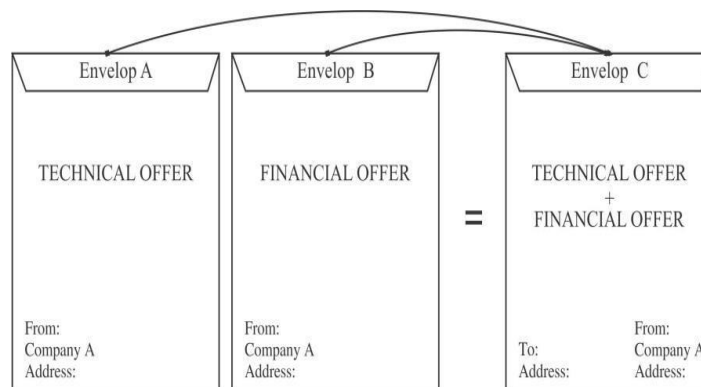 Envelop A
TECHNICAL OFFER
From:
Company A
Address:
Envelop B
FINANCIAL OFFER
From:
Company A
Address:
=
Envelop C
TECHNICAL OFFER
+
FINANCIAL OFFER
To:
Address:
From:
Company A
Address: